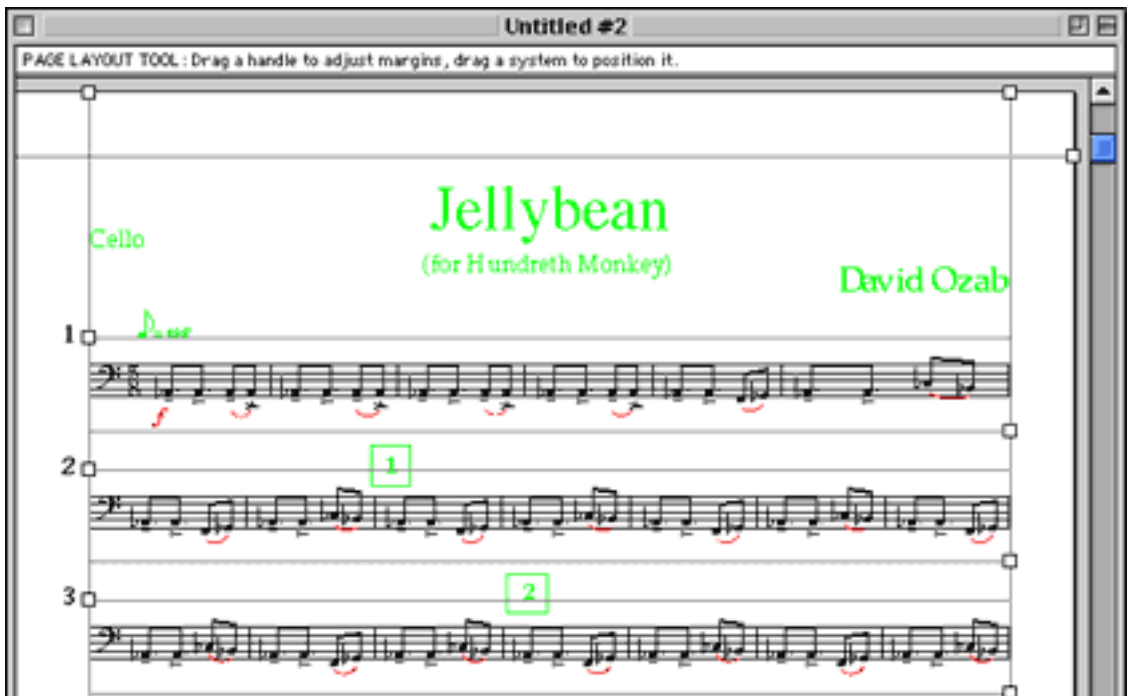 Untitled #2
PAGE LAYOUT TOOL: Drag a handle to adjust margins, drag a system to position it.
Jellybean
Cello
(for Hundreth Monkey)
David Ozab
1
f
2
1
3
2